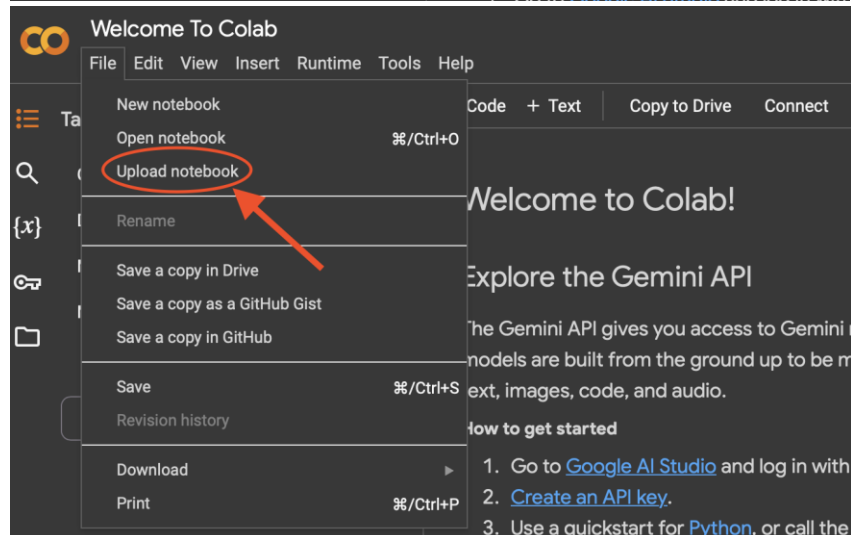 Welcome To Colab
File Edit View Insert Runtime Tools Help
New notebook
Open notebook ⌘/Ctrl+O
Upload notebook
Rename
Save a copy in Drive
Save a copy as a GitHub Gist
Save a copy in GitHub
Save ⌘/Ctrl+S
Revision history
Download
Print ⌘/Ctrl+P
Code + Text Copy to Drive Connect
{x}
Welcome to Colab!
Explore the Gemini API
The Gemini API gives you access to Gemini
models are built from the ground up to be
text, images, code, and audio.
How to get started
1. Go to Google AI Studio and log in with
2. Create an API key.
3. Use a quickstart for Python, or call the